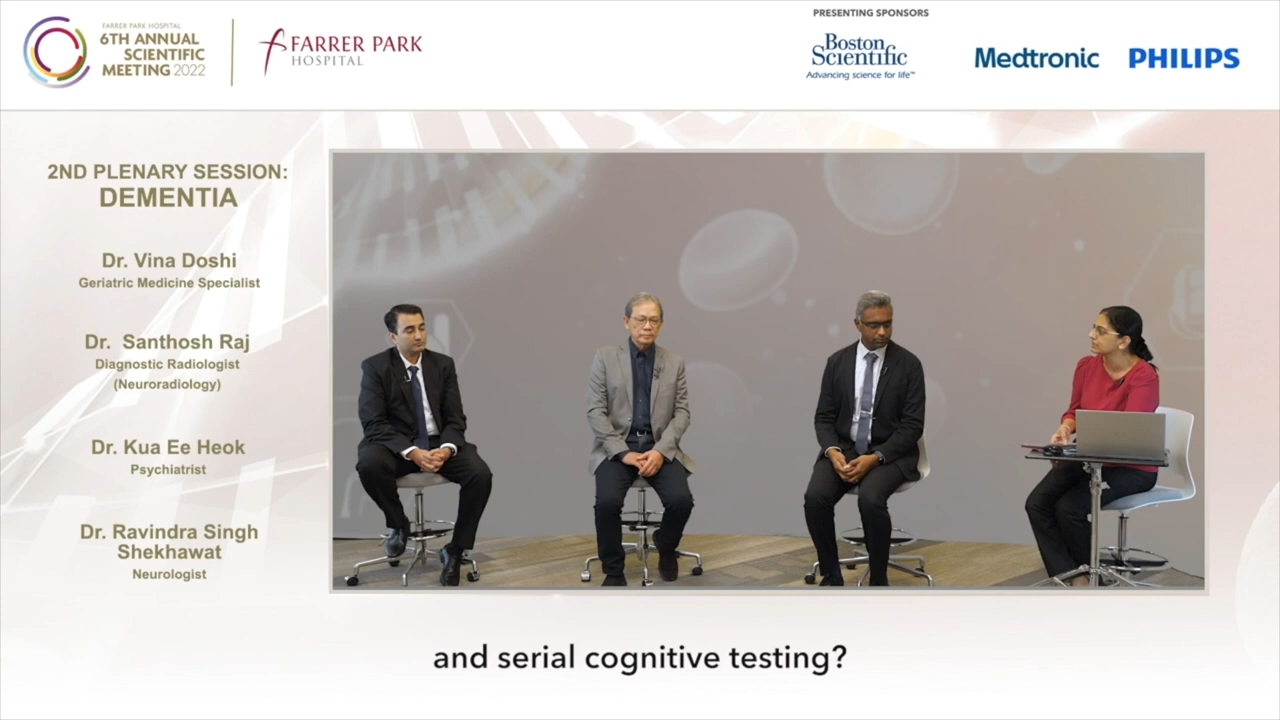 FARRER PARK HOSPITAL
6TH ANNUAL
SCIENTIFIC
MEETING 2022
FARRER PARK
HOSPITAL
PRESENTING SPONSORS
Boston
Scientific
Advancing science for life™
Medtronic
PHILIPS
2ND PLENARY SESSION:
DEMENTIA
Dr. Vina Doshi
Geriatric Medicine Specialist
Dr. Santhosh Raj
Diagnostic Radiologist
(Neuroradiology)
Dr. Kua Ee Heok
Psychiatrist
Dr. Ravindra Singh
Shekhawat
Neurologist
and serial cognitive testing?